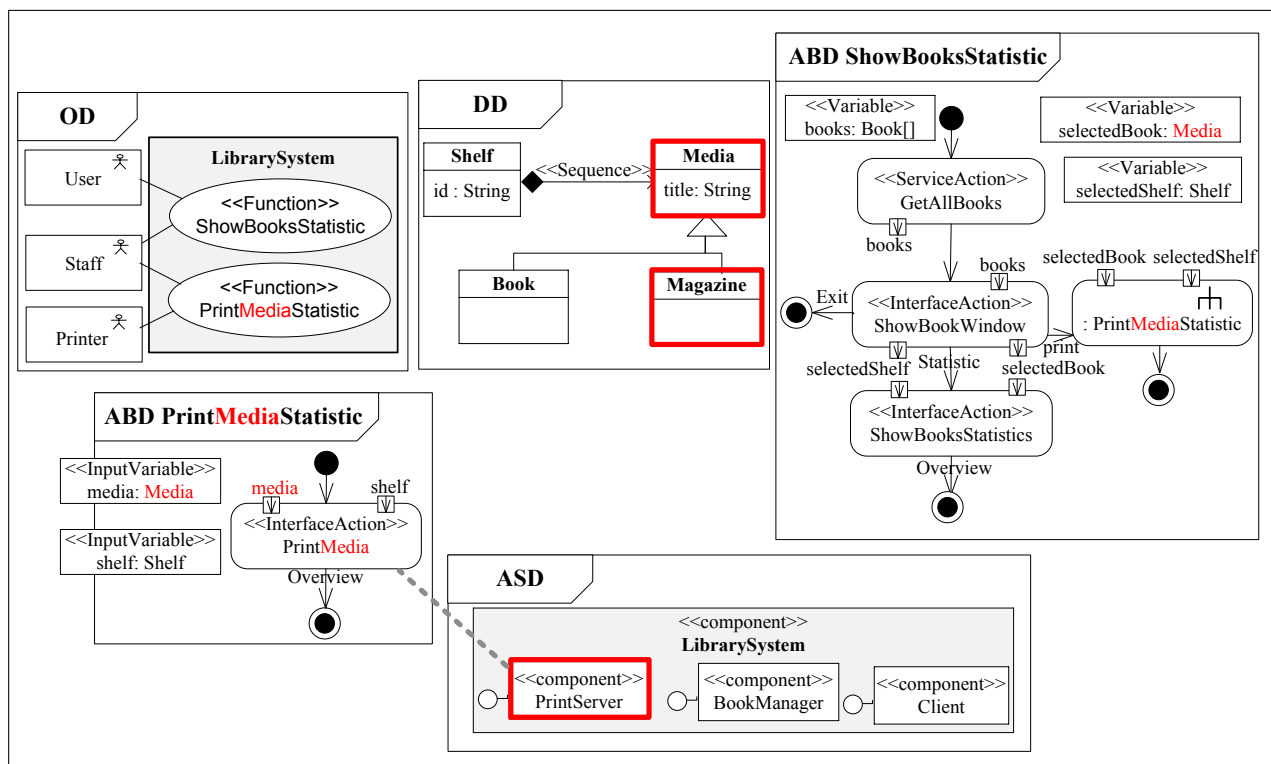 OD
User
Staff
Printer
LibrarySystem
<<Function>>
ShowBooksStatistic
<<Function>>
PrintMediaStatistic
DD
Shelf
id : String
<<Sequence>>
Media
title: String
Book
Magazine
ABD ShowBooksStatistic
<<Variable>>
books: Book[]
<<Variable>>
selectedBook: Media
<<Variable>>
selectedShelf: Shelf
<<ServiceAction>>
GetAllBooks
books
books
selectedBook
selectedShelf
Exit
<<InterfaceAction>>
ShowBookWindow
print
: PrintMediaStatistic
selectedShelf
Statistic
selectedBook
<<InterfaceAction>>
ShowBooksStatistics
Overview
ABD PrintMediaStatistic
<<InputVariable>>
media: Media
<<InputVariable>>
shelf: Shelf
media
shelf
<<InterfaceAction>>
PrintMedia
Overview
ASD
<<component>>
LibrarySystem
<<component>>
PrintServer
<<component>>
BookManager
<<component>>
Client